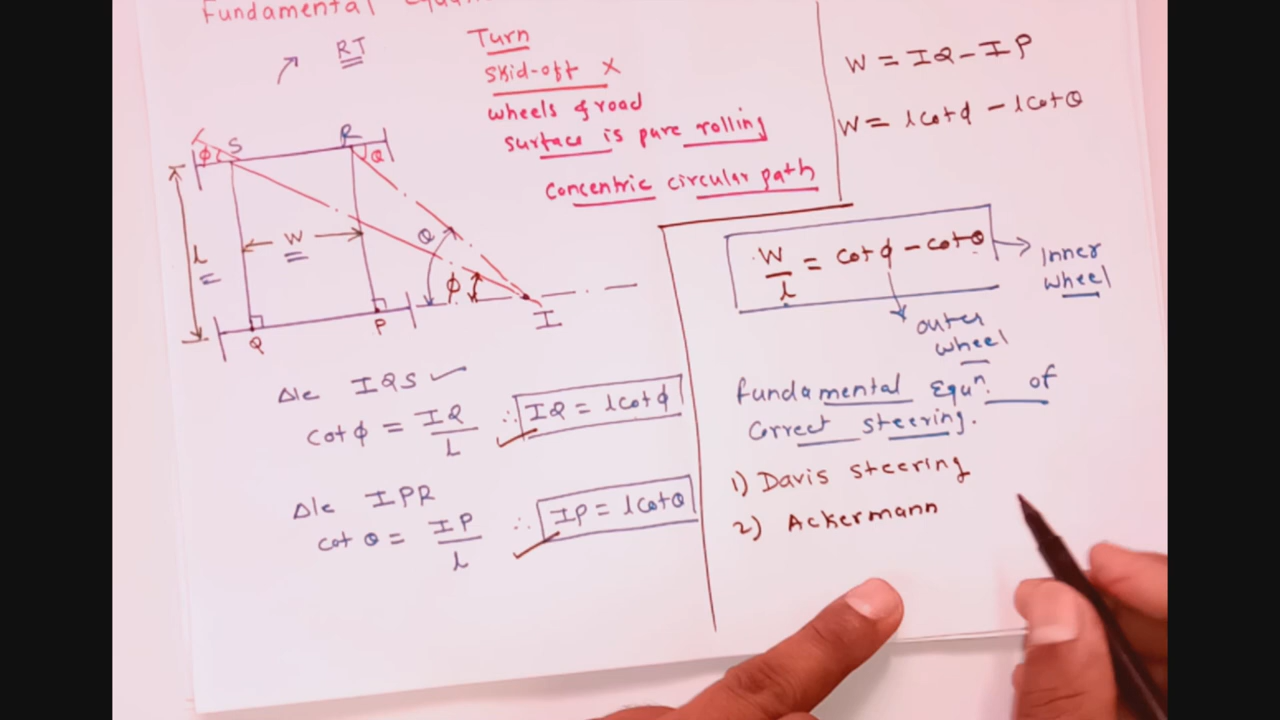 Fundamental Equa
RT
Turn
skid-off X
wheels & road
surface is pure rolling
concentric circular path
S
R
ϕ
θ
L
W
θ
ϕ
Q
P
I
Δle IQS ✓
cot ϕ = IQ/L ∴ IQ = l cot ϕ
Δle IPR
cot θ = IP/L ∴ IP = l cot θ
W = IQ - IP
W = l cot ϕ - l cot θ
W/L = cot ϕ - cot θ
Inner
wheel
outer
wheel
Fundamental Equⁿ. of
Correct steering.
1) Davis steering
2) Ackermann